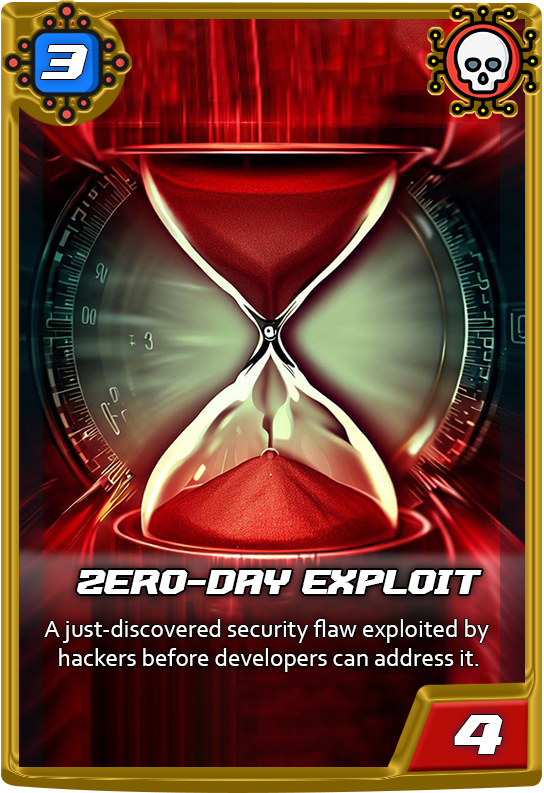 3
ZERO-DAY EXPLOIT
A just-discovered security flaw exploited by
hackers before developers can address it.
4